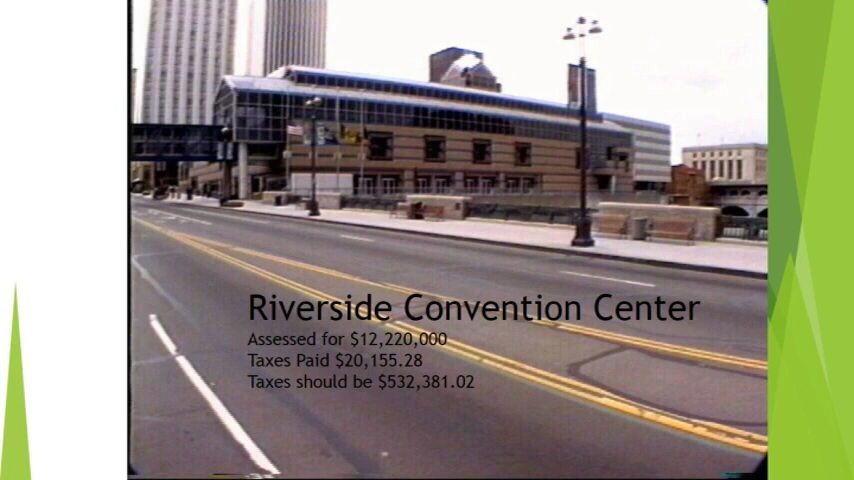 Riverside Convention Center
Assessed for $12,220,000
Taxes Paid $20,155.28
Taxes should be $532,381.02